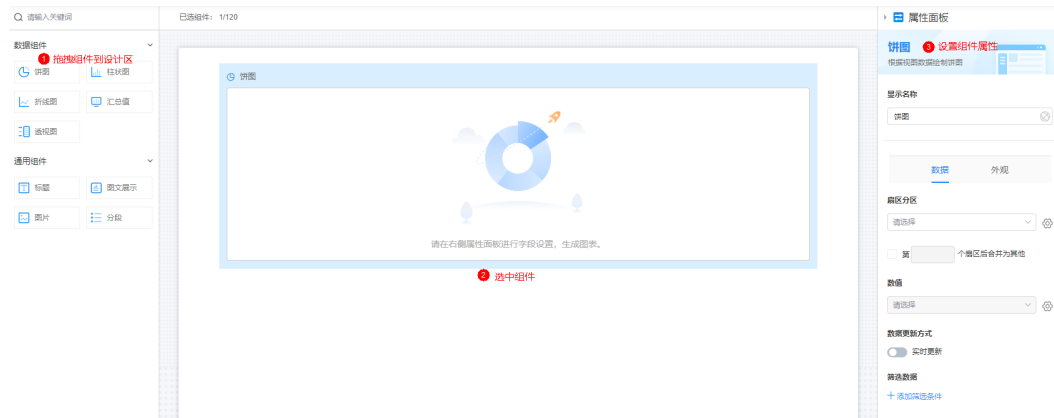 请输入关键词
数据组件
1 拖拽组件到设计区
饼图
柱状图
折线图
汇总值
透视图
通用组件
标题
图文展示
图片
分段
已选组件：1/120
饼图
请在右侧属性面板进行字段设置，生成图表。
2 选中组件
属性面板
饼图
3 设置组件属性
根据视图数据绘制饼图
显示名称
饼图
数据
外观
扇区分区
请选择
第 个扇区后合并为其他
数值
请选择
数据更新方式
实时更新
筛选数据
+ 添加筛选条件